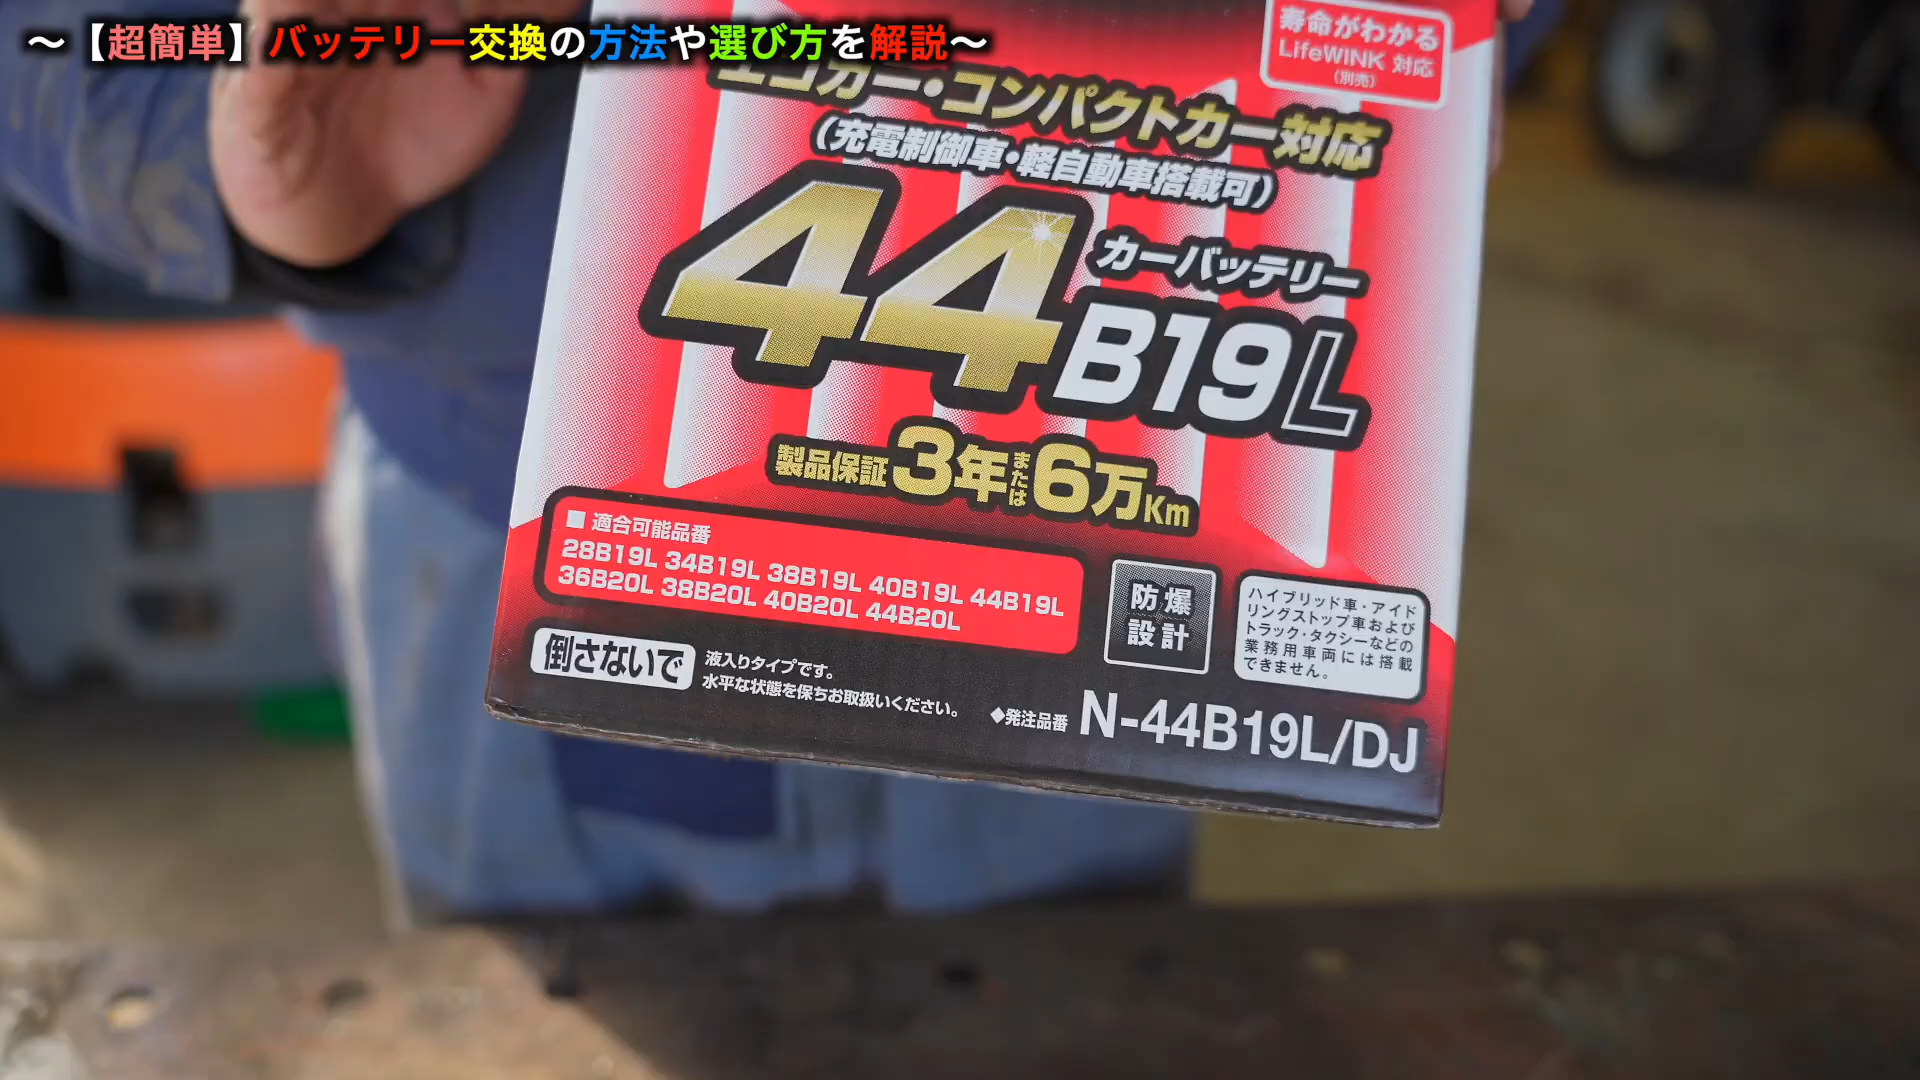 ～【超簡単】バッテリー交換の方法や選び方を解説～
寿命がわかる
LifeWINK 対応
(別売)
エコカー・コンパクトカー対応
(充電制御車・軽自動車搭載可)
カーバッテリー
44B19L
製品保証3年または6万Km
■ 適合可能品番
28B19L 34B19L 38B19L 40B19L 44B19L
36B20L 38B20L 40B20L 44B20L
防爆
設計
ハイブリッド車・アイド
リングストップ車および
トラック・タクシーなどの
業務用車両には搭載
できません。
倒さないで
液入りタイプです。
水平な状態を保ちお取扱いください。
◆発注品番 N-44B19L/DJ